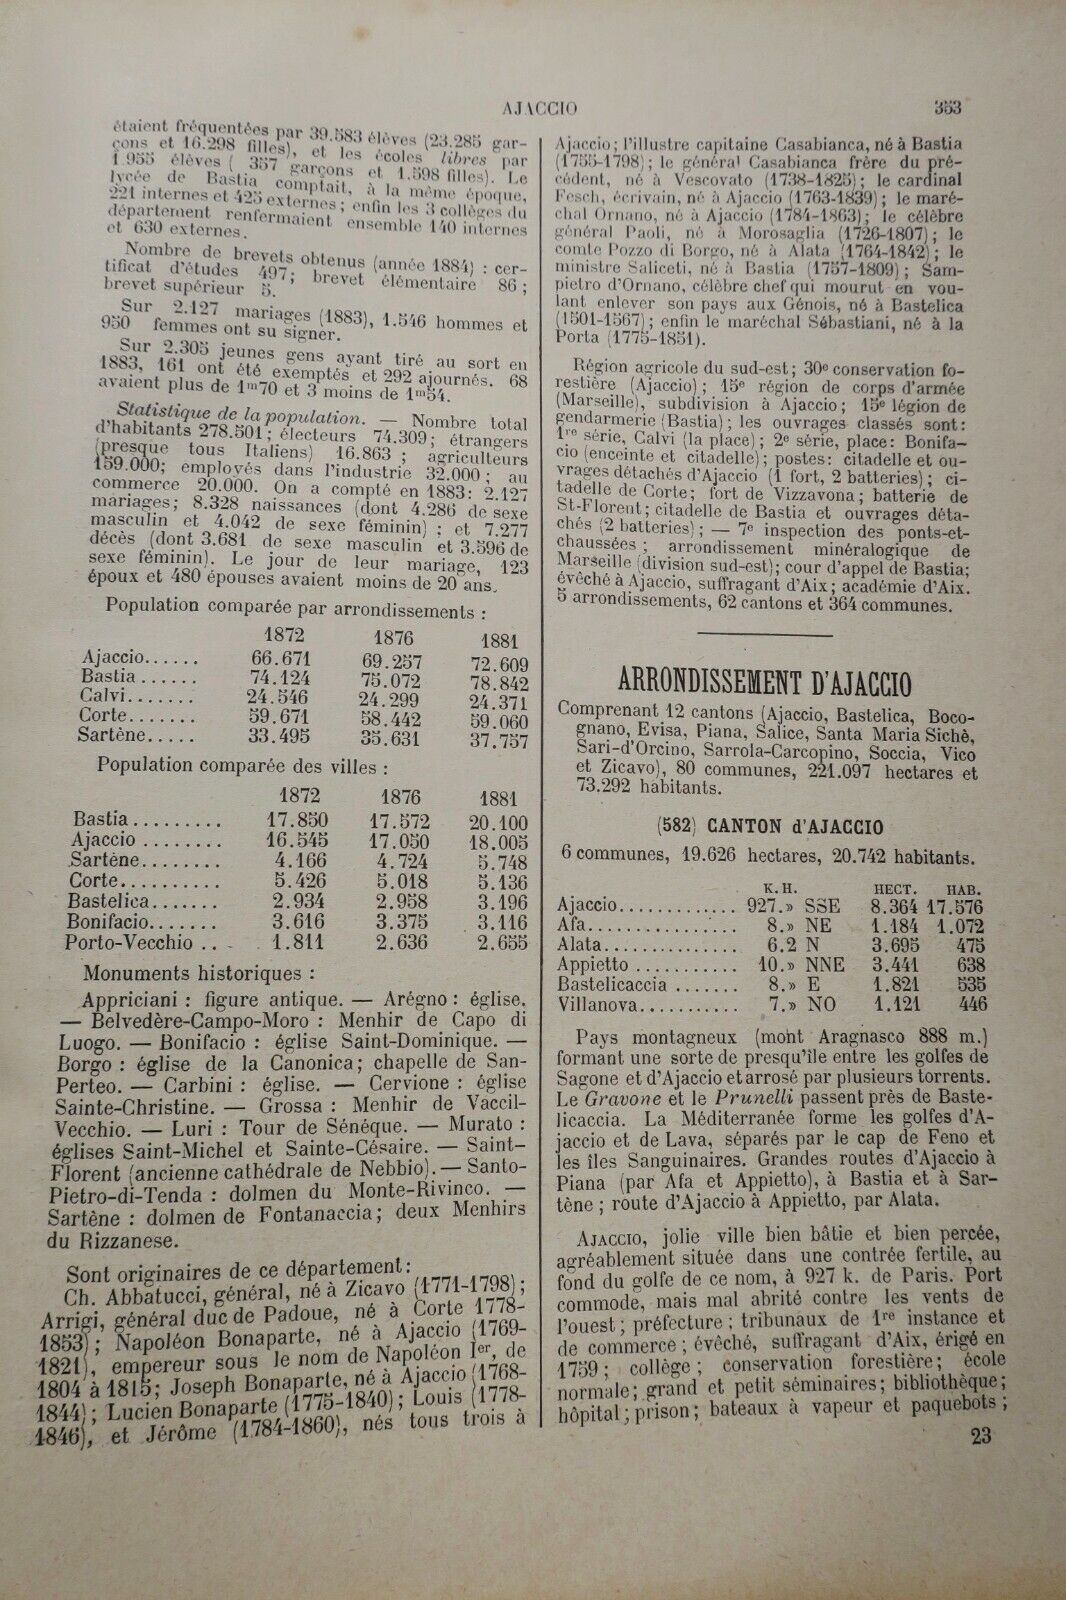 AJACCIO
353
étaient fréquentées par 39.583 élèves (23.285 gar-
çons et 16.298 filles), et les écoles libres par
1.955 élèves ( 357 garçons et 1.598 filles). Le
lycée de Bastia comptait, à la même époque,
221 internes et 425 externes ; enfin les 3 collèges du
département renfermaient ensemble 140 internes
et 630 externes.
Nombre de brevets obtenus (année 1884) : cer-
tificat d'études 497 ; brevet élémentaire 86 ;
brevet supérieur 5.
Sur 2.127 mariages (1883), 1.546 hommes et
950 femmes ont su signer.
Sur 2.305 jeunes gens ayant tiré au sort en
1883, 161 ont été exemptés et 292 ajournés. 68
avaient plus de 1m70 et 3 moins de 1m54.
Statistique de la population. — Nombre total
d'habitants 278.501 ; électeurs 74.309 ; étrangers
(presque tous Italiens) 16.863 ; agriculteurs
159.000; employés dans l'industrie 32.000 ; au
commerce 20.000. On a compté en 1883: 2.127
mariages; 8.328 naissances (dont 4.286 de sexe
masculin et 4.042 de sexe féminin) ; et 7.277
décès (dont 3.681 de sexe masculin et 3.596 de
sexe féminin). Le jour de leur mariage, 123
époux et 480 épouses avaient moins de 20 ans.
Population comparée par arrondissements :
1872 1876 1881
Ajaccio...... 66.671 69.257 72.609
Bastia ...... 74.124 75.072 78.842
Calvi....... 24.546 24.299 24.371
Corte....... 59.671 58.442 59.060
Sartène..... 33.495 35.631 37.757
Population comparée des villes :
1872 1876 1881
Bastia ......... 17.850 17.572 20.100
Ajaccio ........ 16.545 17.050 18.005
Sartène........ 4.166 4.724 5.748
Corte.......... 5.426 5.018 5.136
Bastelica....... 2.934 2.958 3.196
Bonifacio....... 3.616 3.375 3.116
Porto-Vecchio .. . 1.811 2.636 2.655
Monuments historiques :
Appriciani : figure antique. — Arégno : église.
— Belvedère-Campo-Moro : Menhir de Capo di
Luogo. — Bonifacio : église Saint-Dominique. —
Borgo : église de la Canonica; chapelle de San-
Perteo. — Carbini : église. — Cervione : église
Sainte-Christine. — Grossa : Menhir de Vaccil-
Vecchio. — Luri : Tour de Sénéque. — Murato :
églises Saint-Michel et Sainte-Césaire. — Saint-
Florent (ancienne cathédrale de Nebbio). — Santo-
Pietro-di-Tenda : dolmen du Monte-Rivinco. —
Sartène : dolmen de Fontanaccia; deux Menhirs
du Rizzanese.
Sont originaires de ce département :
Ch. Abbatucci, général, né à Zicavo (1771-1798) ;
Arrigi, général duc de Padoue, né à Corte 1778-
1853) ; Napoléon Bonaparte, né à Ajaccio (1769-
1821), empereur sous le nom de Napoléon Ier, de
1804 à 1815; Joseph Bonaparte, né à Ajaccio (1768-
1844) ; Lucien Bonaparte (1775-1840) ; Louis (1778-
1846), et Jérôme (1784-1860), nés tous trois à
Ajaccio ; l'illustre capitaine Casabianca, né à Bastia
(1755-1798) ; le général Casabianca frère du pré-
cédent, né à Vescovato (1738-1825) ; le cardinal
Fesch, écrivain, né à Ajaccio (1763-1839) ; le maré-
chal Ornano, né à Ajaccio (1784-1863) ; le célèbre
général Paoli, né à Morosaglia (1726-1807) ; le
comte Pozzo di Borgo, né à Alata (1764-1842) ; le
ministre Saliceti, né à Bastia (1757-1809) ; Sam-
pietro d'Ornano, célèbre chef qui mourut en vou-
lant enlever son pays aux Génois, né à Bastelica
(1501-1567) ; enfin le maréchal Sébastiani, né à la
Porta (1775-1851).
Région agricole du sud-est ; 30e conservation fo-
restière (Ajaccio) ; 15e région de corps d'armée
(Marseille), subdivision à Ajaccio ; 15e légion de
gendarmerie (Bastia) ; les ouvrages classés sont :
1re série, Calvi (la place) ; 2e série, place: Bonifa-
cio (enceinte et citadelle) ; postes: citadelle et ou-
vrages détachés d'Ajaccio (1 fort, 2 batteries) ; ci-
tadelle de Corte ; fort de Vizzavona ; batterie de
St-Florent ; citadelle de Bastia et ouvrages déta-
chés (2 batteries) ; — 7e inspection des ponts-et-
chaussées ; arrondissement minéralogique de
Marseille (division sud-est); cour d'appel de Bastia;
évêché à Ajaccio, suffragant d'Aix ; académie d'Aix.
5 arrondissements, 62 cantons et 364 communes.
ARRONDISSEMENT D'AJACCIO
Comprenant 12 cantons (Ajaccio, Bastelica, Boco-
gnano, Evisa, Piana, Salice, Santa Maria Sichè,
Sari-d'Orcino, Sarrola-Carcopino, Soccia, Vico
et Zicavo), 80 communes, 221.097 hectares et
73.292 habitants.
(582) CANTON d'AJACCIO
6 communes, 19.626 hectares, 20.742 habitants.
K. H. HECT. HAB.
Ajaccio............. 927.» SSE 8.364 17.576
Afa................ 8.» NE 1.184 1.072
Alata.............. 6.2 N 3.695 475
Appietto ........... 10.» NNE 3.441 638
Bastelicaccia ....... 8.» E 1.821 535
Villanova.......... 7.» NO 1.121 446
Pays montagneux (mont Aragnasco 888 m.)
formant une sorte de presqu'île entre les golfes de
Sagone et d'Ajaccio et arrosé par plusieurs torrents.
Le Gravone et le Prunelli passent près de Baste-
licaccia. La Méditerranée forme les golfes d'A-
jaccio et de Lava, séparés par le cap de Feno et
les îles Sanguinaires. Grandes routes d'Ajaccio à
Piana (par Afa et Appietto), à Bastia et à Sar-
tène ; route d'Ajaccio à Appietto, par Alata.
AJACCIO, jolie ville bien bâtie et bien percée,
agréablement située dans une contrée fertile, au
fond du golfe de ce nom, à 927 k. de Paris. Port
commode, mais mal abrité contre les vents de
l'ouest ; préfecture ; tribunaux de 1re instance et
de commerce ; évêché, suffragant d'Aix, érigé en
1759 ; collège ; conservation forestière ; école
normale; grand et petit séminaires; bibliothèque ;
hôpital ; prison ; bateaux à vapeur et paquebots ;
23